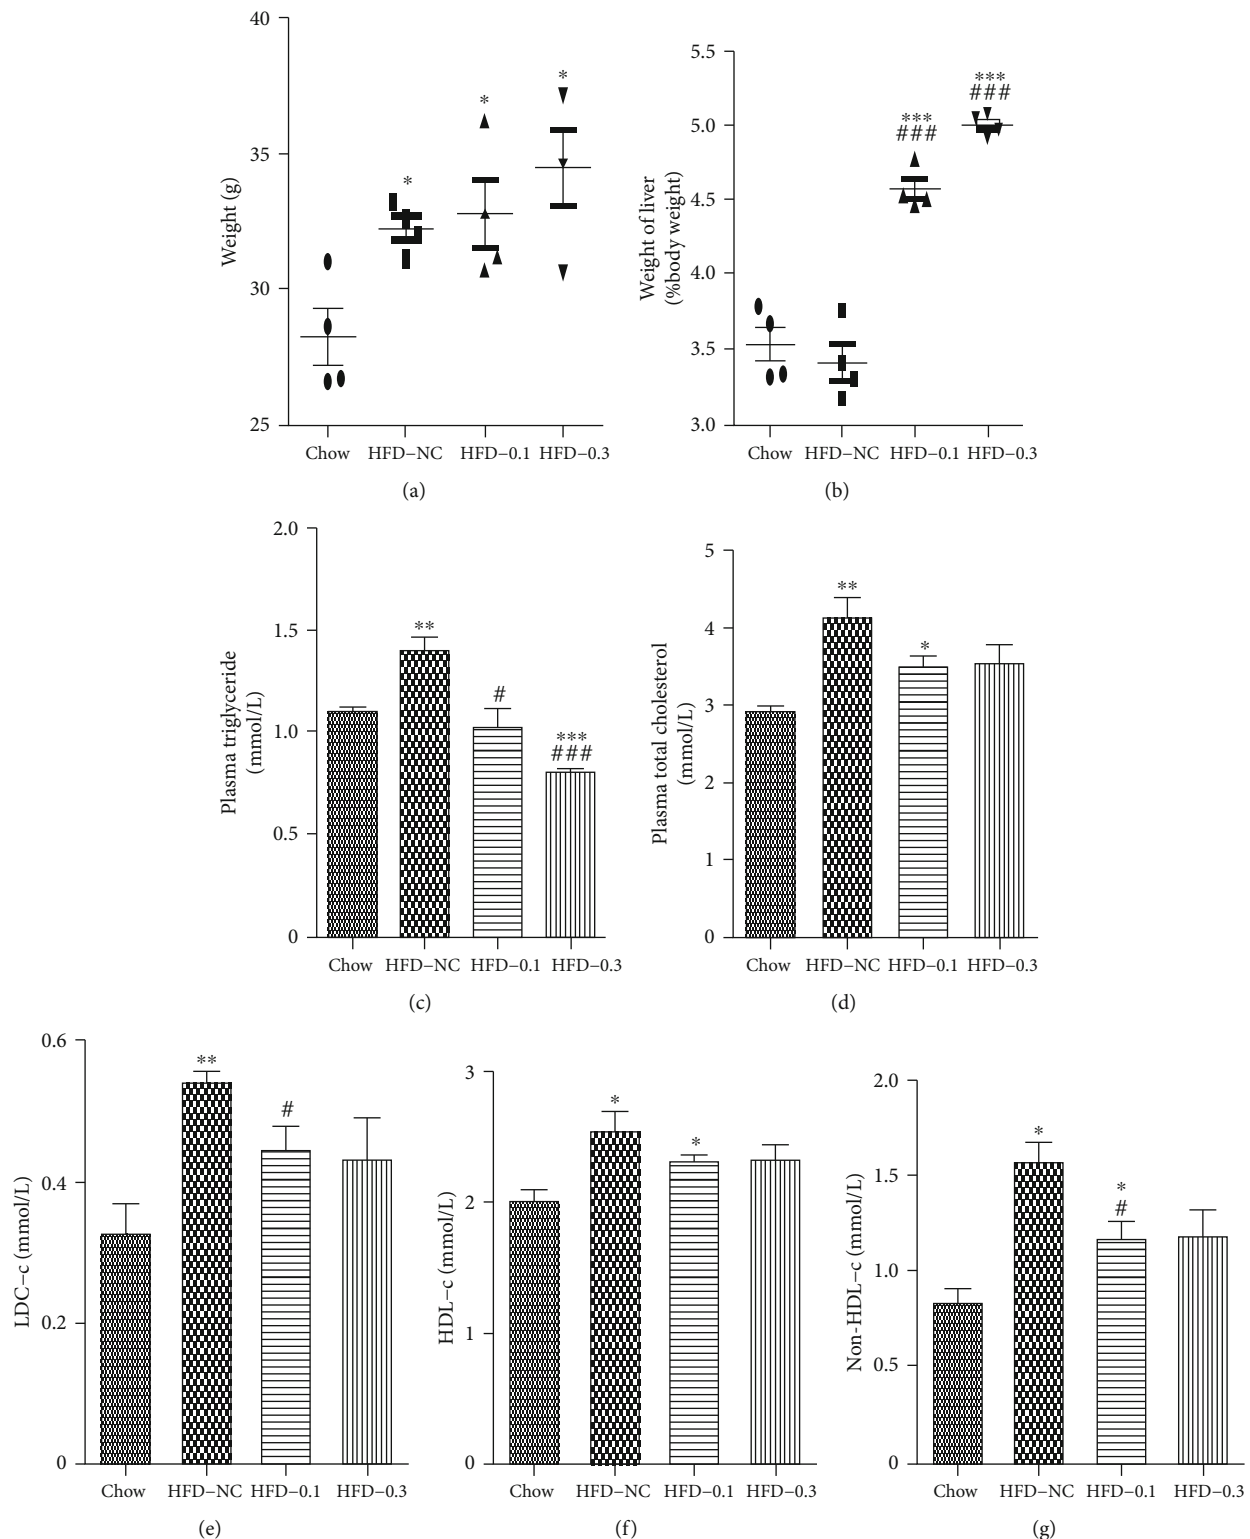 40
35
30
25
Weight (g)
*
*
*
Chow HFD−NC HFD−0.1 HFD−0.3
(a)
5.5
5.0
4.5
4.0
3.5
3.0
Weight of liver
(%body weight)
***
###
***
###
Chow HFD−NC HFD−0.1 HFD−0.3
(b)
2.0
1.5
1.0
0.5
0
Plasma triglyceride
(mmol/L)
**
#
***
###
Chow HFD−NC HFD−0.1 HFD−0.3
(c)
5
4
3
2
1
0
Plasma total cholesterol
(mmol/L)
**
*
Chow HFD−NC HFD−0.1 HFD−0.3
(d)
0.6
0.4
0.2
0
LDC−c (mmol/L)
**
#
Chow HFD−NC HFD−0.1 HFD−0.3
(e)
3
2
1
0
HDL−c (mmol/L)
*
*
Chow HFD−NC HFD−0.1 HFD−0.3
(f)
2.0
1.5
1.0
0.5
0
Non-HDL−c (mmol/L)
*
*
#
Chow HFD−NC HFD−0.1 HFD−0.3
(g)